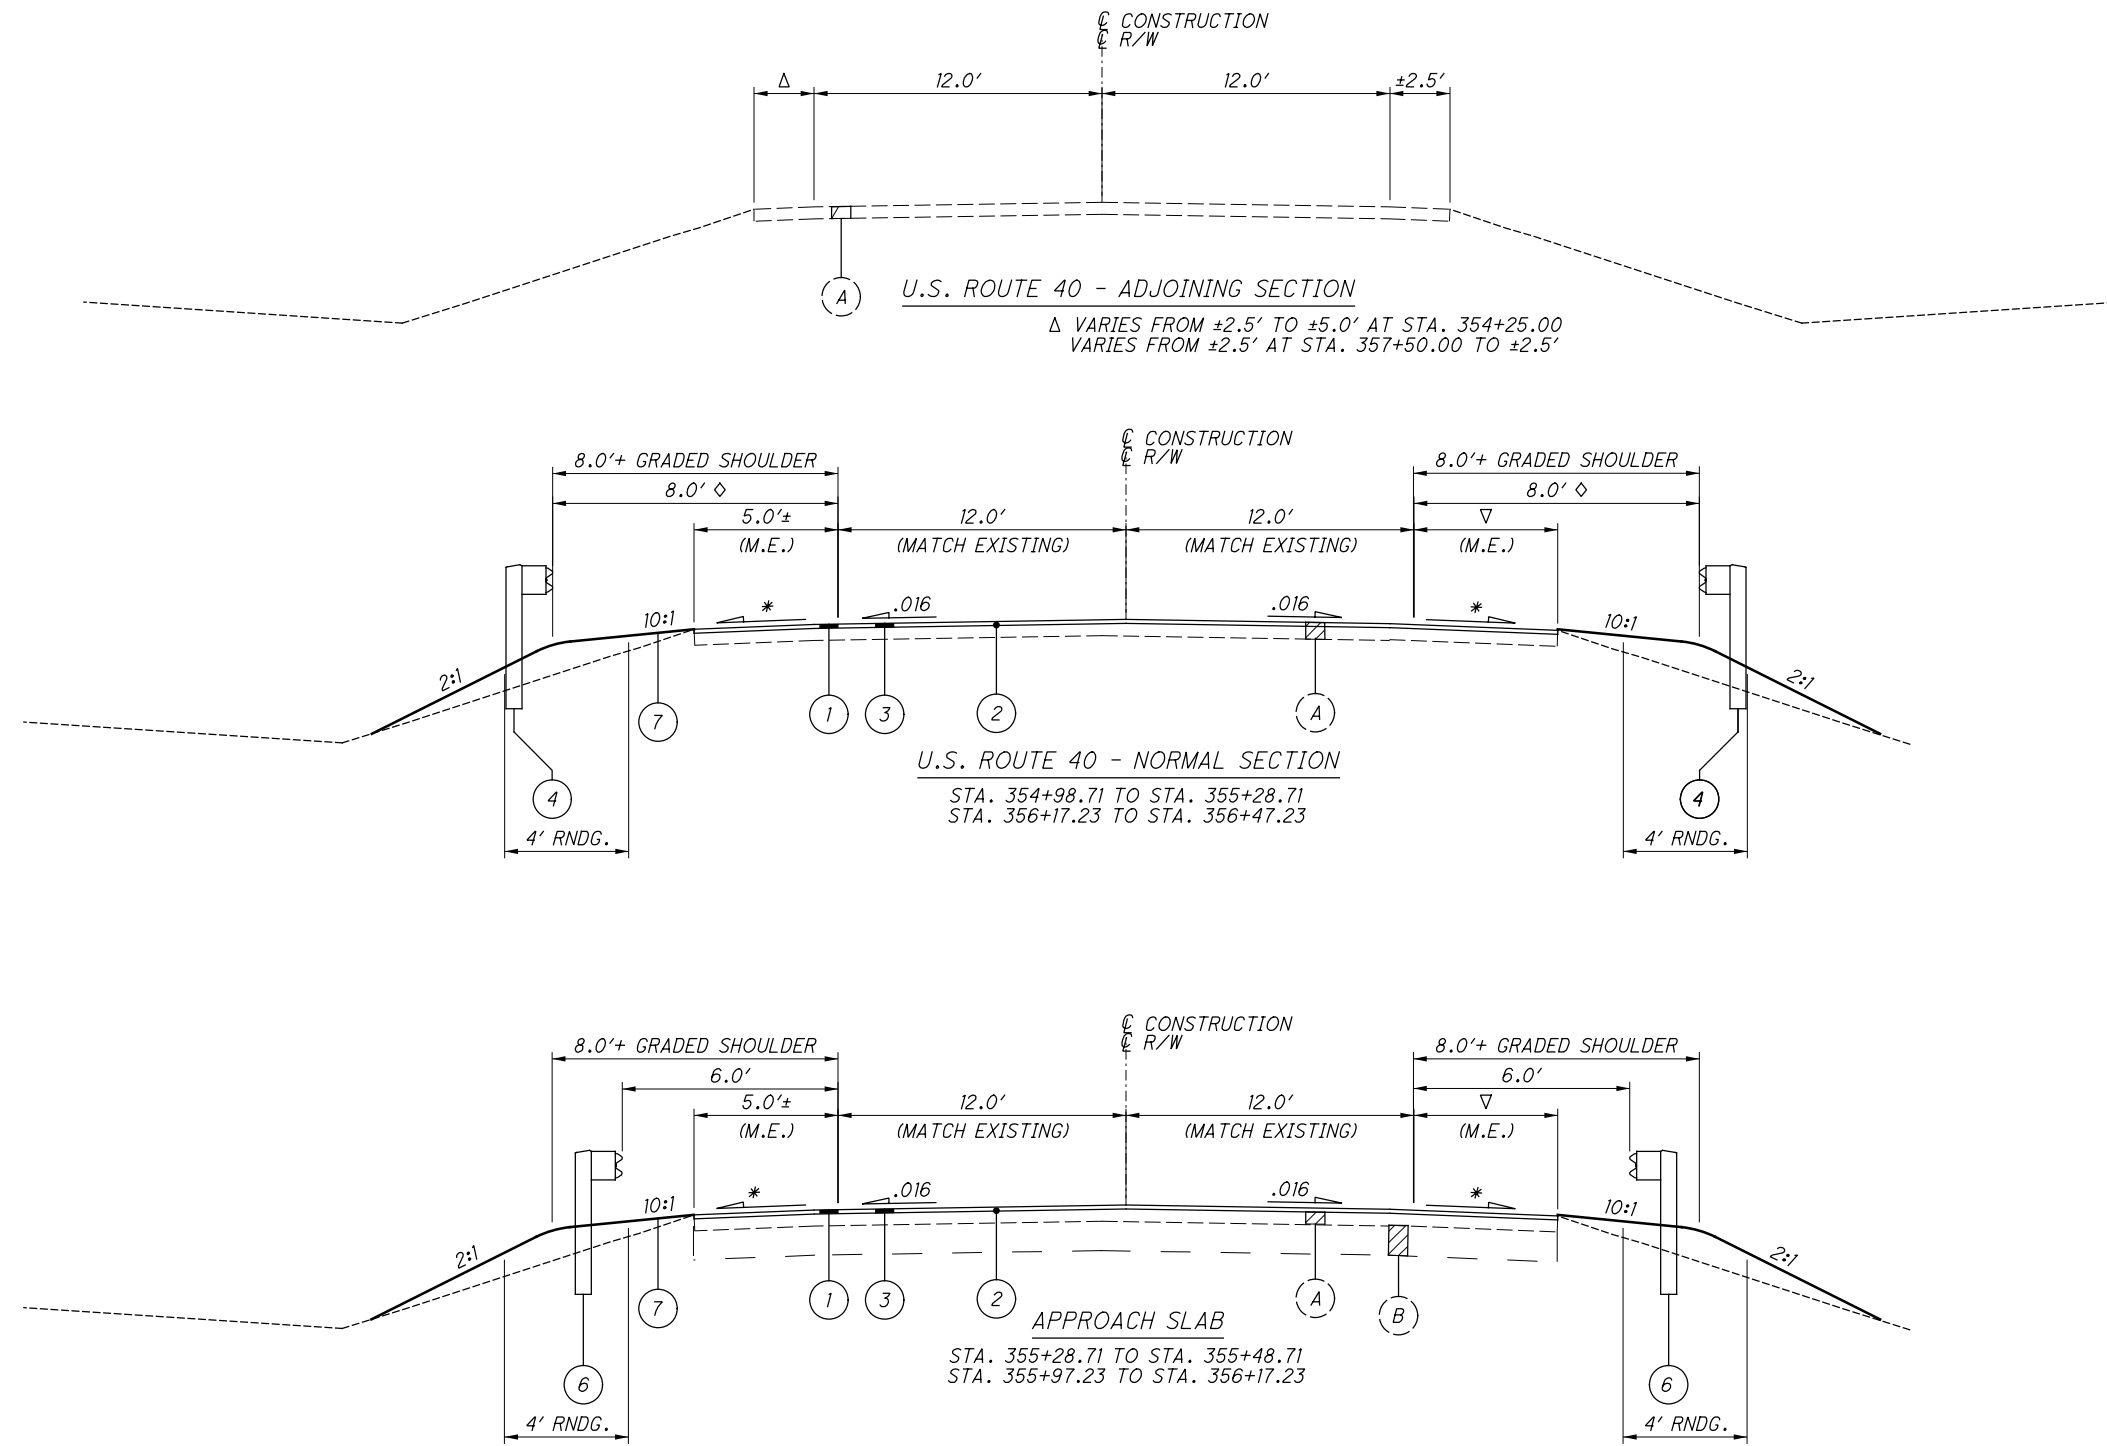 ℄ CONSTRUCTION
℄ R/W
Δ 12.0' 12.0' ±2.5'
A
U.S. ROUTE 40 - ADJOINING SECTION
Δ VARIES FROM ±2.5' TO ±5.0' AT STA. 354+25.00
VARIES FROM ±2.5' AT STA. 357+50.00 TO ±2.5'
℄ CONSTRUCTION
℄ R/W
8.0'+ GRADED SHOULDER 8.0'+ GRADED SHOULDER
8.0' ◇ 8.0' ◇
5.0'± 12.0' 12.0' ∇
(M.E.) (MATCH EXISTING) (MATCH EXISTING) (M.E.)
* .016 .016 *
10:1 10:1
2:1 2:1
7 1 3 2 A
U.S. ROUTE 40 - NORMAL SECTION
STA. 354+98.71 TO STA. 355+28.71
STA. 356+17.23 TO STA. 356+47.23
4 4
4' RNDG. 4' RNDG.
℄ CONSTRUCTION
℄ R/W
8.0'+ GRADED SHOULDER 8.0'+ GRADED SHOULDER
6.0' 6.0'
5.0'± 12.0' 12.0' ∇
(M.E.) (MATCH EXISTING) (MATCH EXISTING) (M.E.)
* .016 .016 *
10:1 10:1
2:1 2:1
7 1 3 2 A B
APPROACH SLAB
STA. 355+28.71 TO STA. 355+48.71
STA. 355+97.23 TO STA. 356+17.23
6 6
4' RNDG. 4' RNDG.